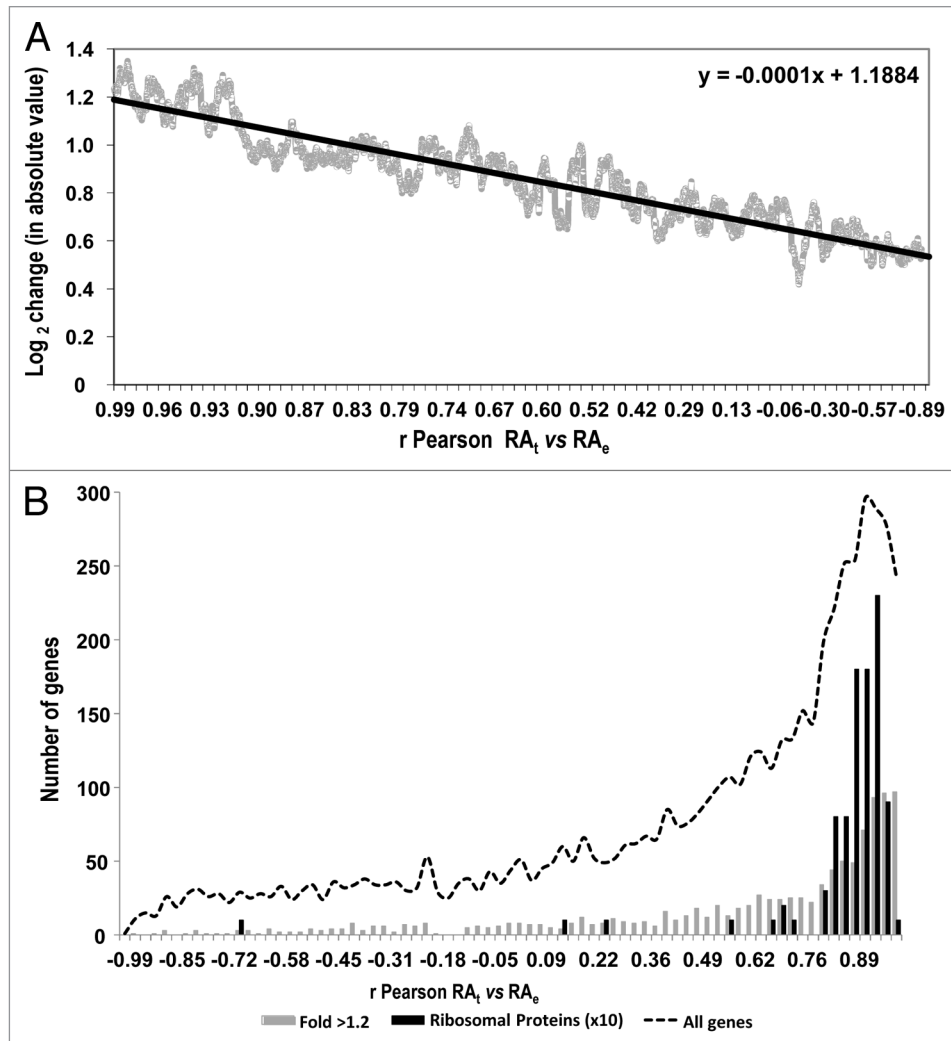 A
y = -0.0001x + 1.1884
Log 2 change (in absolute value)
1.4
1.2
1.0
0.8
0.6
0.4
0.2
0
0.99 0.96 0.93 0.90 0.87 0.83 0.79 0.74 0.67 0.60 0.52 0.42 0.29 0.13 -0.06 -0.30 -0.57 -0.89
r Pearson RAt vs RAe
B
Number of genes
300
250
200
150
100
50
0
-0.99 -0.85 -0.72 -0.58 -0.45 -0.31 -0.18 -0.05 0.09 0.22 0.36 0.49 0.62 0.76 0.89
r Pearson RAt vs RAe
Fold >1.2 Ribosomal Proteins (x10) All genes